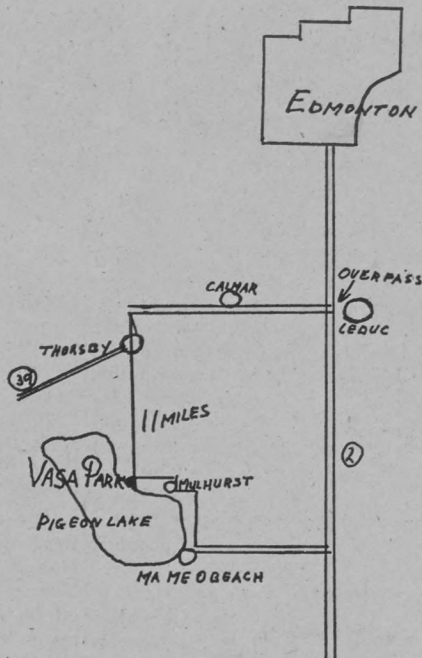 EDMONTON
OVERPASS
CALMAR
LEDUC
THORSBY
39
11 MILES
2
VASA PARK
MULHURST
PIGEON LAKE
MA ME O BEACH